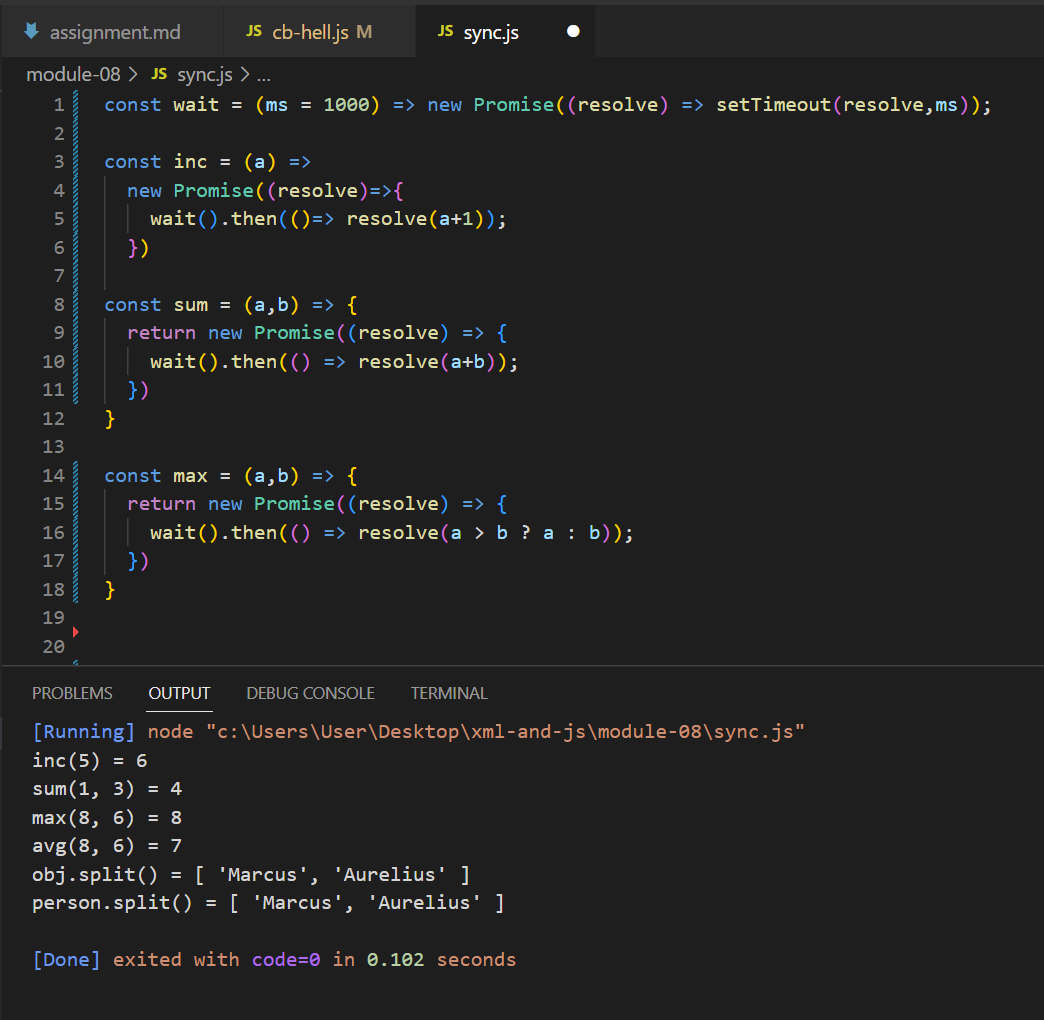 assignment.md JS cb-hell.js M JS sync.js
module-08 > JS sync.js > ...
1 const wait = (ms = 1000) => new Promise((resolve) => setTimeout(resolve,ms));
2
3 const inc = (a) =>
4 new Promise((resolve)=>{
5 wait().then(()=> resolve(a+1));
6 })
7
8 const sum = (a,b) => {
9 return new Promise((resolve) => {
10 wait().then(() => resolve(a+b));
11 })
12 }
13
14 const max = (a,b) => {
15 return new Promise((resolve) => {
16 wait().then(() => resolve(a > b ? a : b));
17 })
18 }
19
20
PROBLEMS OUTPUT DEBUG CONSOLE TERMINAL
[Running] node "c:\Users\User\Desktop\xml-and-js\module-08\sync.js"
inc(5) = 6
sum(1, 3) = 4
max(8, 6) = 8
avg(8, 6) = 7
obj.split() = [ 'Marcus', 'Aurelius' ]
person.split() = [ 'Marcus', 'Aurelius' ]
[Done] exited with code=0 in 0.102 seconds